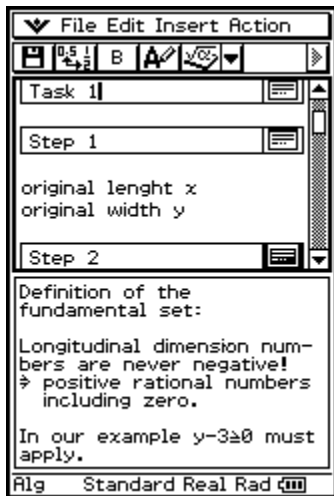 File Edit Insert Action
B
Task 1
Step 1
original lenght x
original width y
Step 2
Definition of the
fundamental set:
Longitudinal dimension num-
bers are never negative!
→ positive rational numbers
including zero.
In our example y-3≥0 must
apply.
Alg Standard Real Rad